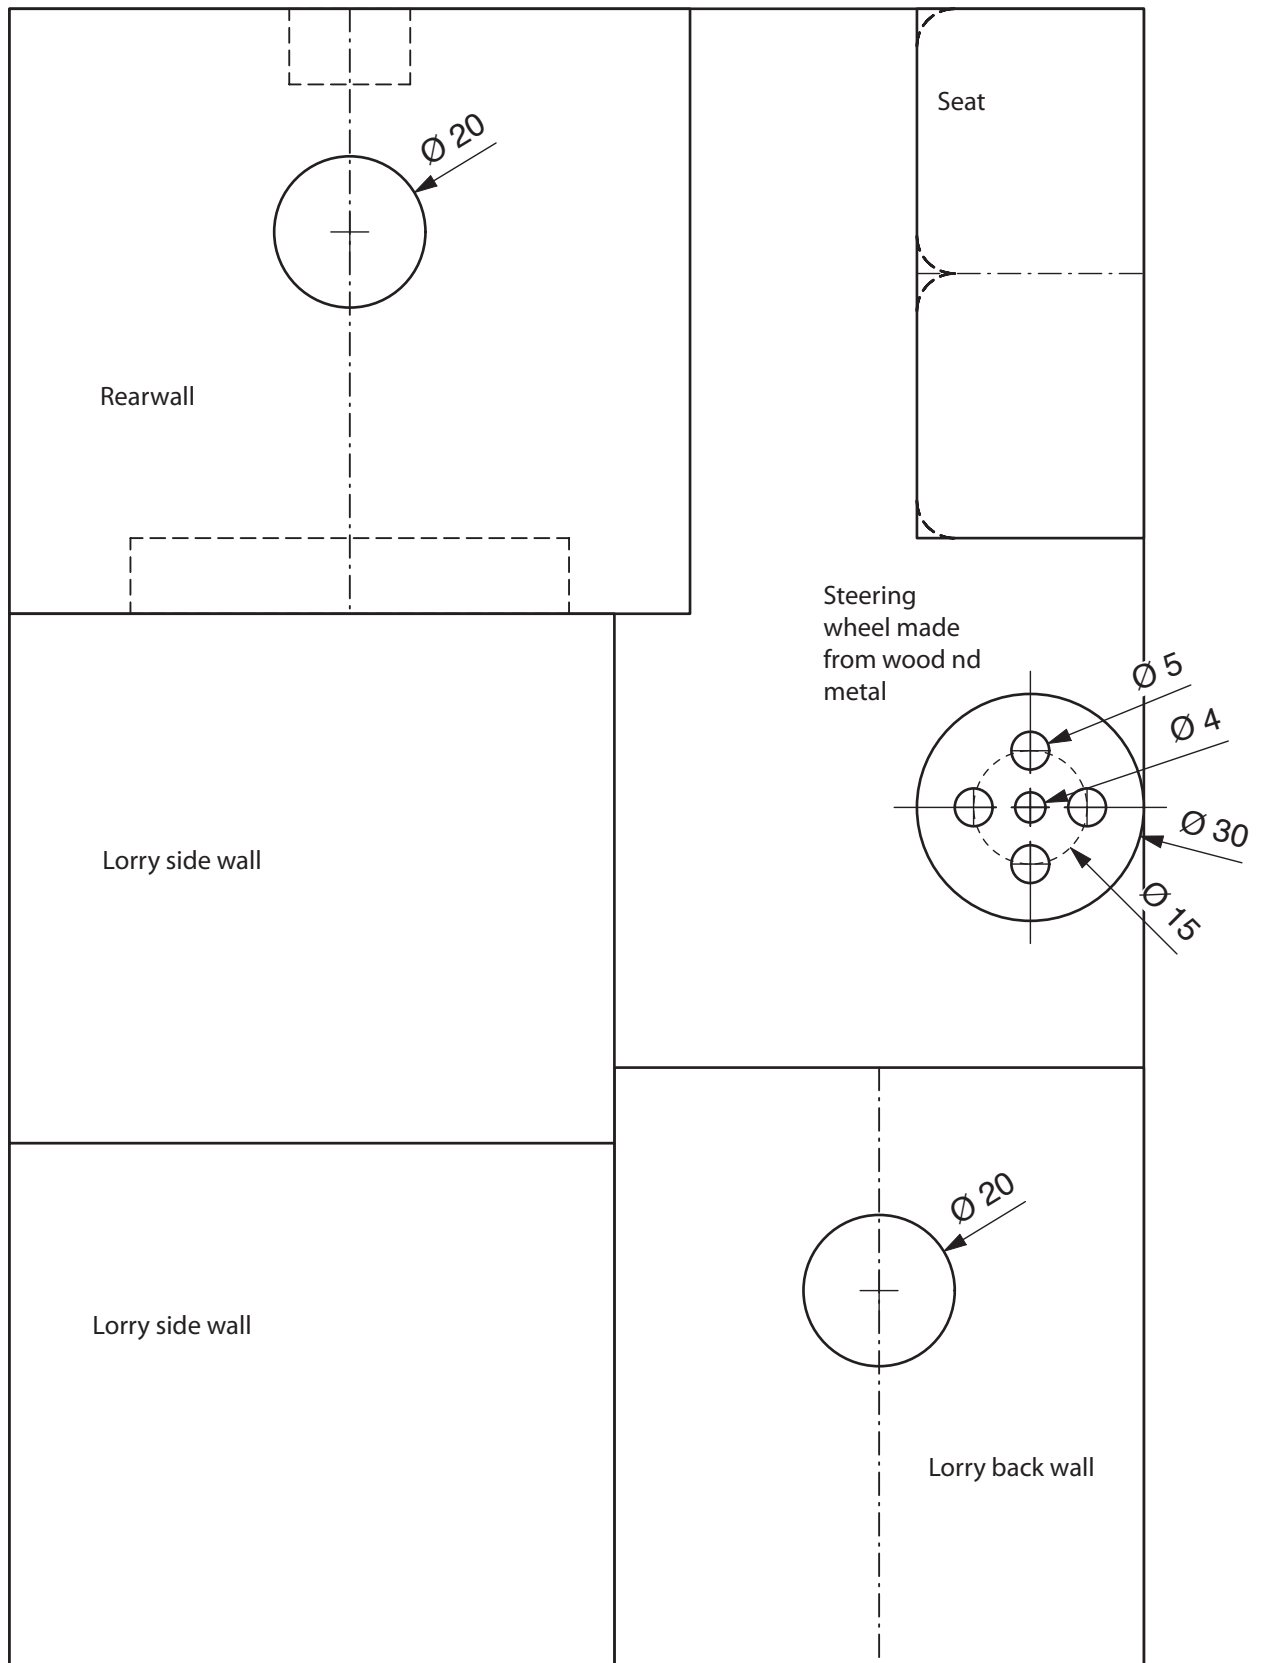 Seat
Ø 20
Rearwall
Steering
wheel made
from wood nd
metal
Ø 5
Ø 4
Ø 30
Ø 15
Lorry side wall
Ø 20
Lorry side wall
Lorry back wall